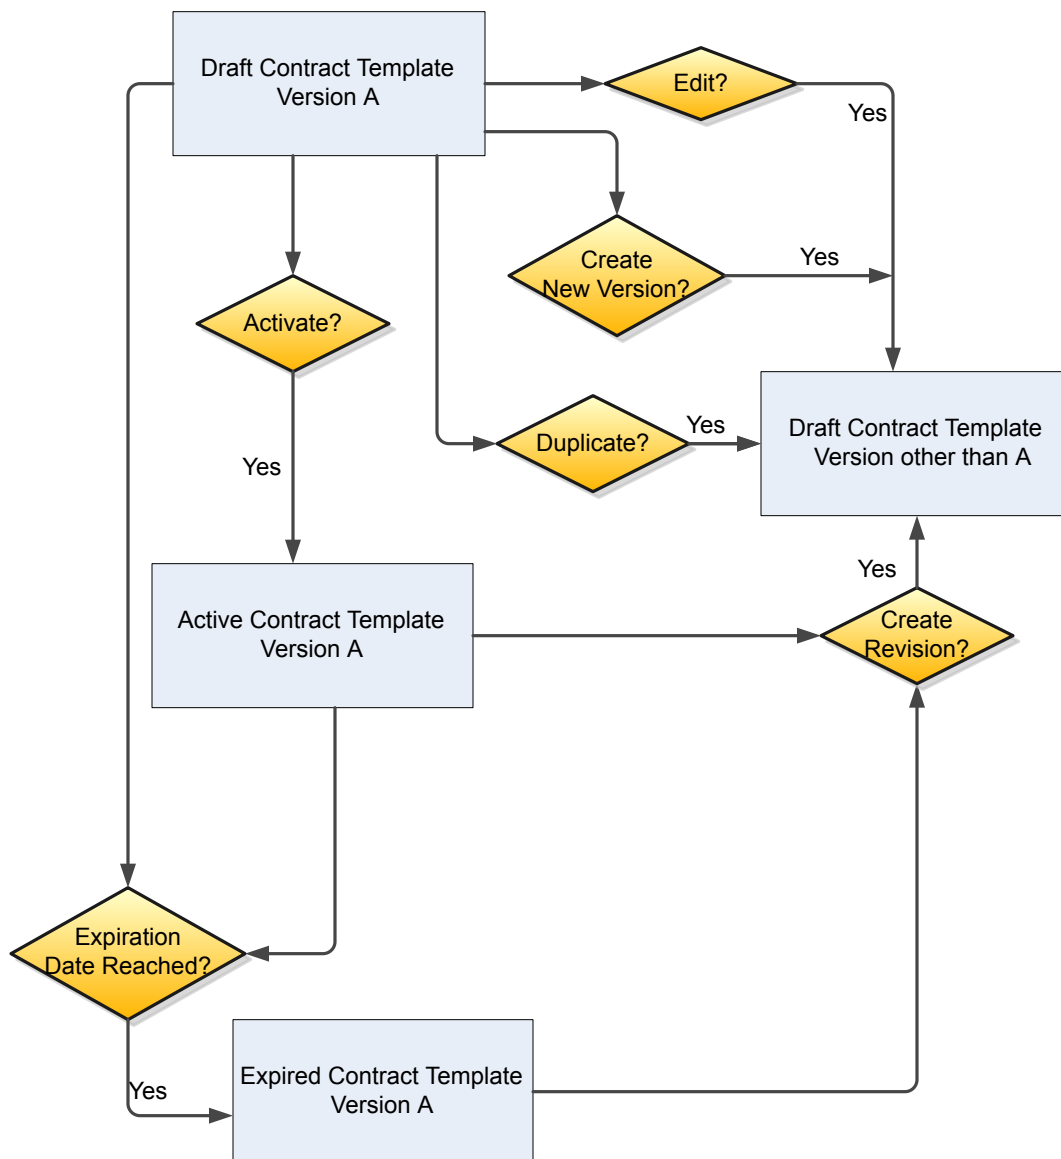 Draft Contract Template
Version A
Edit?
Yes
Create
New Version?
Yes
Activate?
Duplicate?
Yes
Draft Contract Template
Version other than A
Yes
Yes
Active Contract Template
Version A
Create
Revision?
Expiration
Date Reached?
Yes
Expired Contract Template
Version A